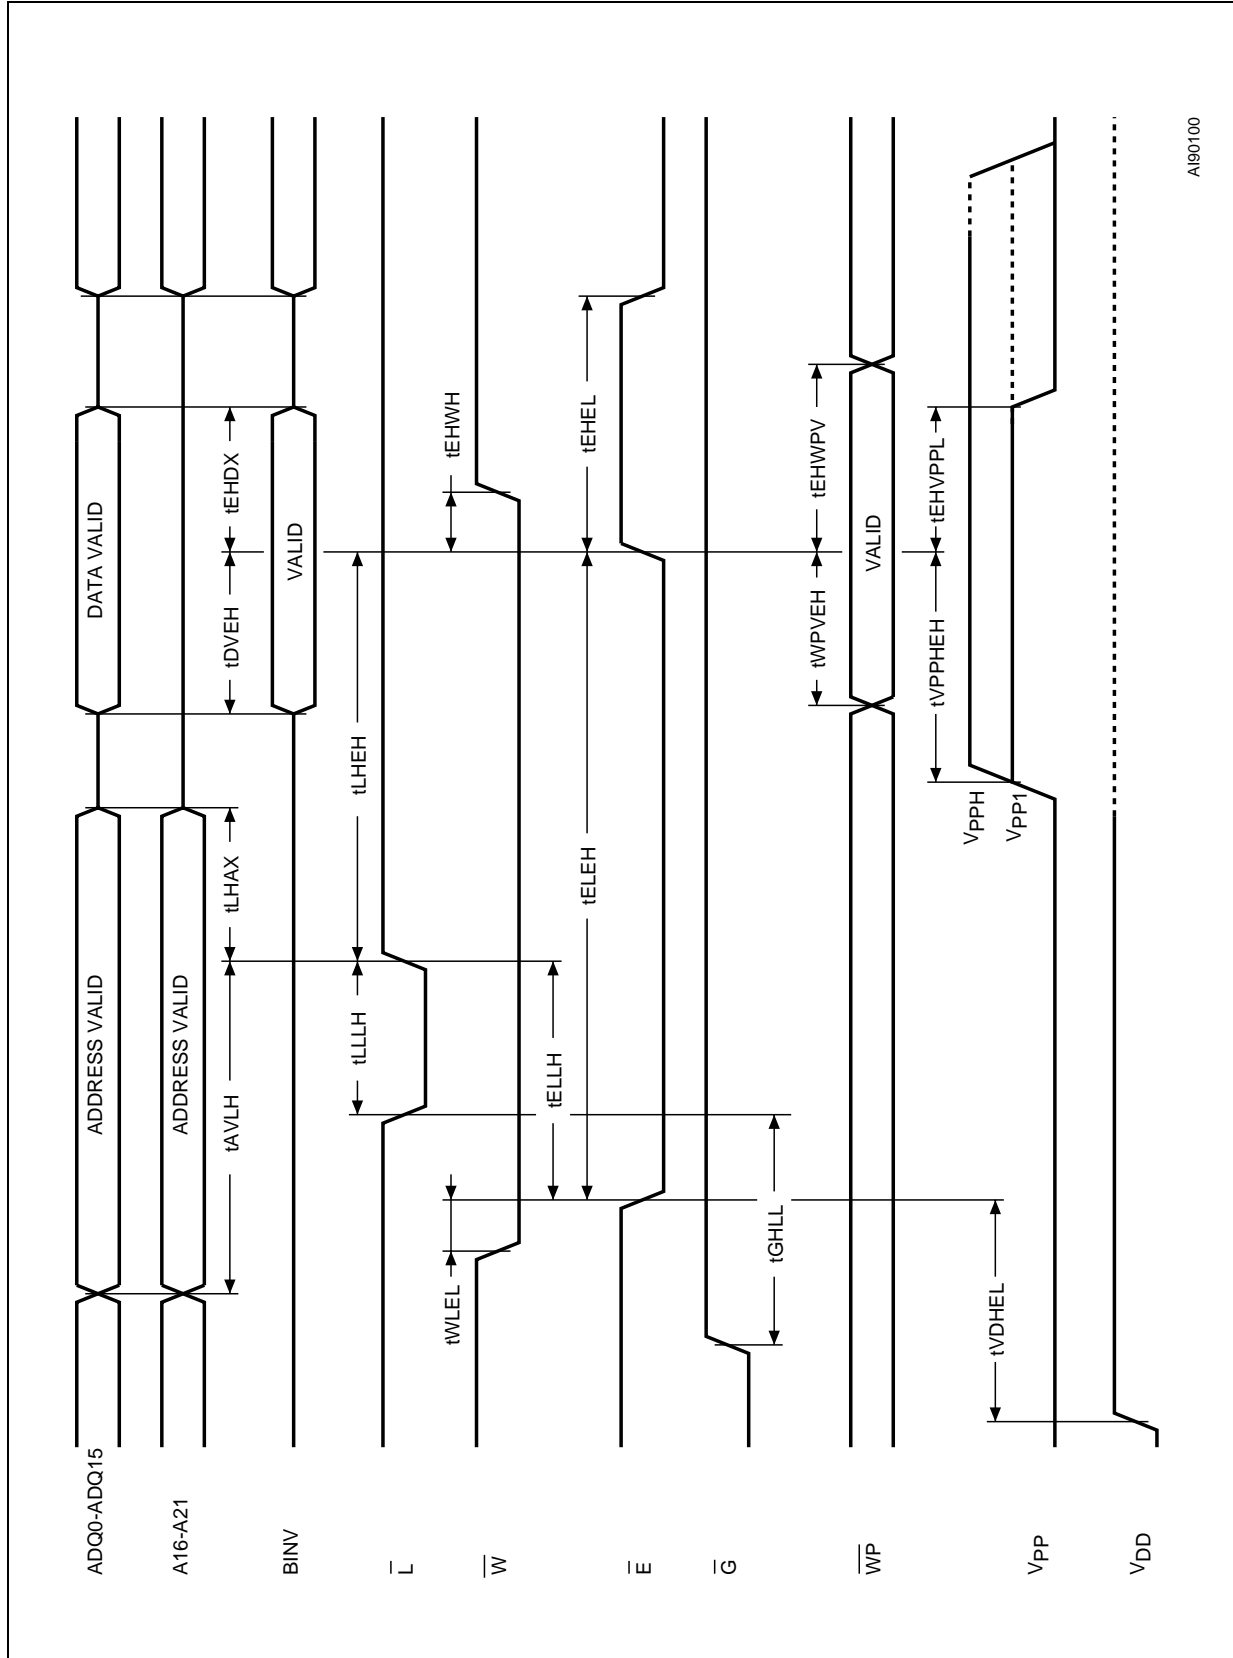 ADQ0-ADQ15
ADDRESS VALID
DATA VALID
A16-A21
ADDRESS VALID
tAVLH
tLHAX
tDVEH
tEHDX
BINV
VALID
L
tLLLH
tLHEH
W
tWLEL
tEHWH
tELLH
tELEH
tEHEL
E
G
tGHLL
WP
tWPVEH
tEHWPV
VALID
tVPPHEH
tEHVPPL
VPPH
VPP1
VPP
tVDHEL
VDD
AI90100